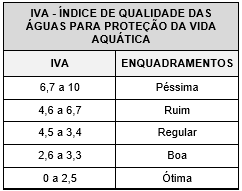 IVA - ÍNDICE DE QUALIDADE DAS
ÁGUAS PARA PROTEÇÃO DA VIDA
AQUÁTICA
IVA ENQUADRAMENTOS
6,7 a 10 Péssima
4,6 a 6,7 Ruim
4,5 a 3,4 Regular
2,6 a 3,3 Boa
0 a 2,5 Ótima